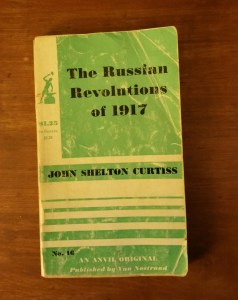 $1.25
The Russian
Revolutions
of 1917
JOHN SHELTON CURTISS
No. 16
AN ANVIL ORIGINAL
Published by Van Nostrand